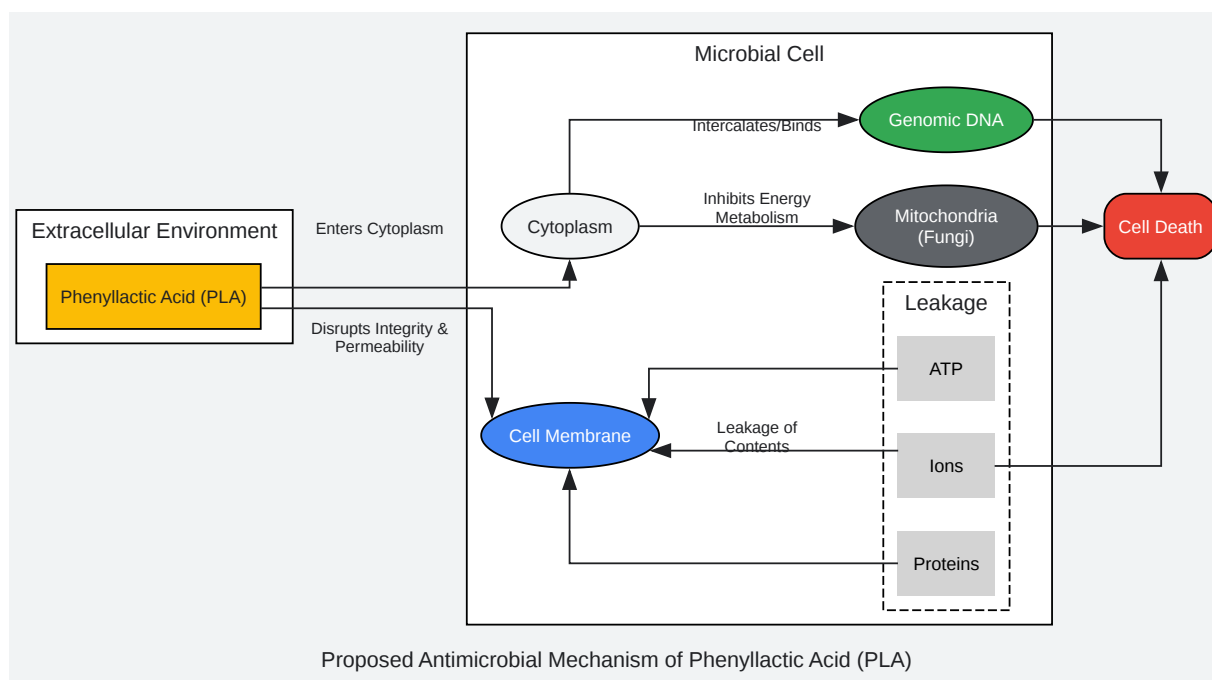 Microbial Cell
Intercalates/Binds
Genomic DNA
Inhibits Energy
Metabolism
Cytoplasm
Mitochondria
(Fungi)
Cell Death
Extracellular Environment
Enters Cytoplasm
Phenyllactic Acid (PLA)
Disrupts Integrity &
Permeability
Leakage
ATP
Cell Membrane
Leakage of
Contents
Ions
Proteins
Proposed Antimicrobial Mechanism of Phenyllactic Acid (PLA)